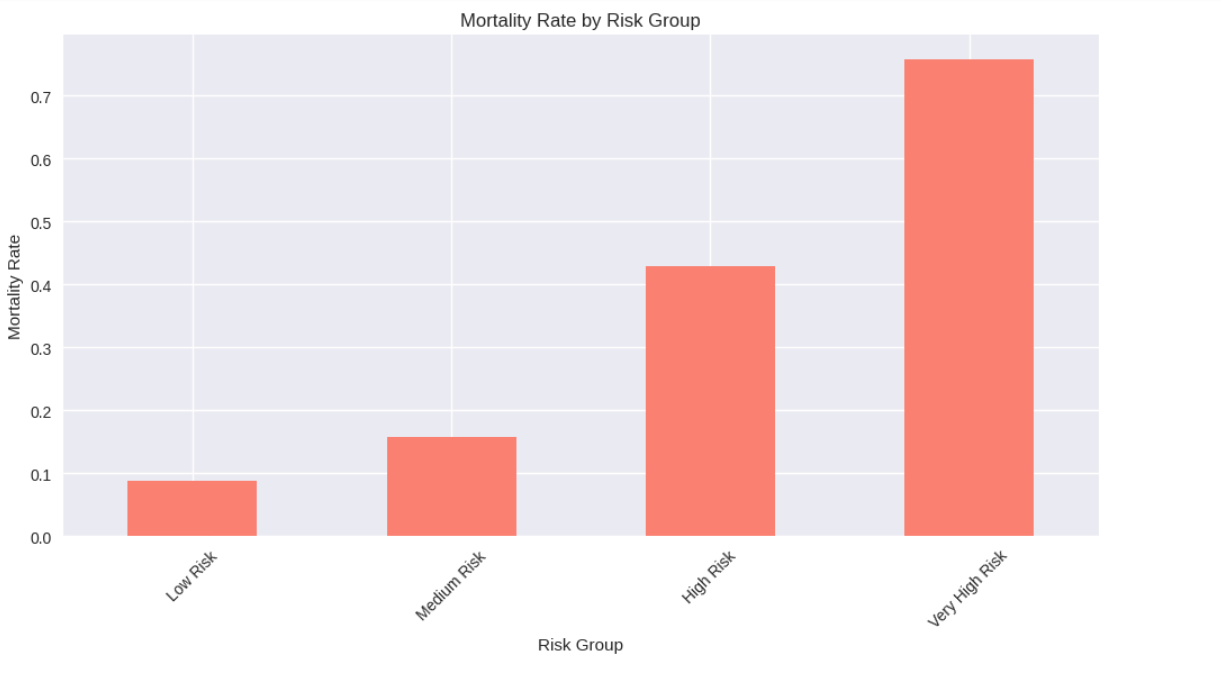 Mortality Rate by Risk Group
Mortality Rate
0.7
0.6
0.5
0.4
0.3
0.2
0.1
0.0
Low Risk
Medium Risk
High Risk
Very High Risk
Risk Group